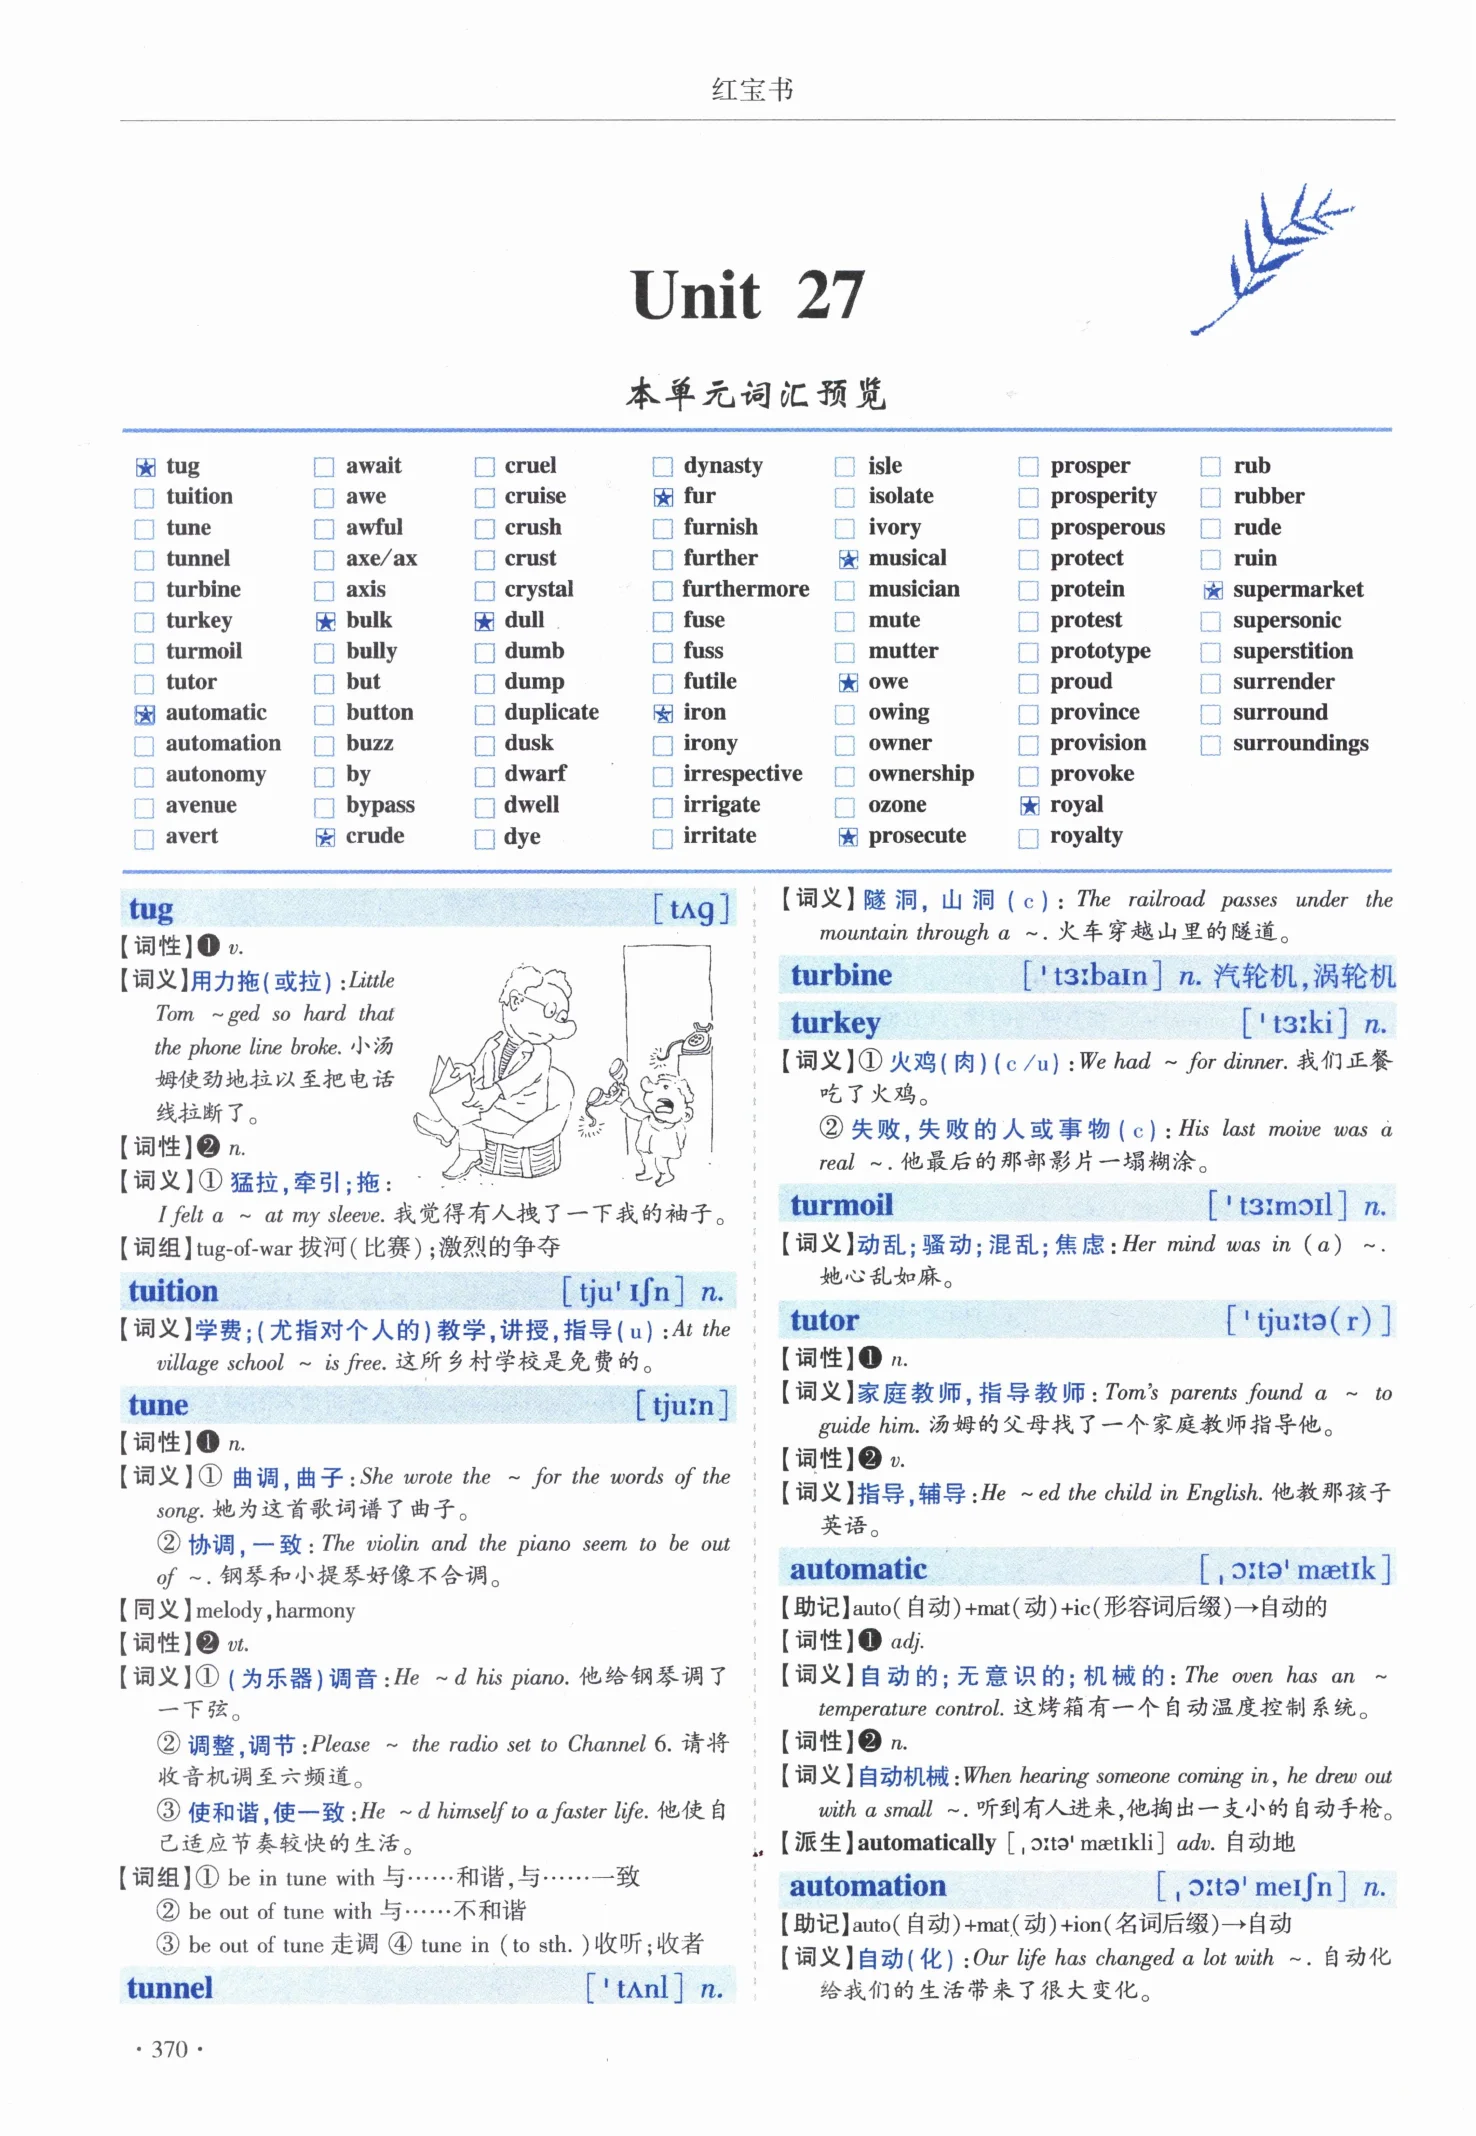 红宝书
Unit 27
本单元词汇预览
★ tug
□ tuition
□ tune
□ tunnel
□ turbine
□ turkey
□ turmoil
□ tutor
★ automatic
□ automation
□ autonomy
□ avenue
□ avert
□ await
□ awe
□ awful
□ axe/ax
□ axis
★ bulk
□ bully
□ but
□ button
□ buzz
□ by
□ bypass
★ crude
□ cruel
□ cruise
□ crush
□ crust
□ crystal
★ dull
□ dumb
□ dump
□ duplicate
□ dusk
□ dwarf
□ dwell
□ dye
□ dynasty
★ fur
□ furnish
□ further
□ furthermore
□ fuse
□ fuss
□ futile
★ iron
□ irony
□ irrespective
□ irrigate
□ irritate
□ isle
□ isolate
□ ivory
★ musical
□ musician
□ mute
□ mutter
★ owe
□ owing
□ owner
□ ownership
□ ozone
★ prosecute
□ prosper
□ prosperity
□ prosperous
□ protect
□ protein
□ protest
□ prototype
□ proud
□ province
□ provision
□ provoke
★ royal
□ royalty
□ rub
□ rubber
□ rude
□ ruin
★ supermarket
□ supersonic
□ superstition
□ surrender
□ surround
□ surroundings
tug [tʌg]
【词性】❶ v.
【词义】用力拖(或拉):Little
Tom ~ged so hard that
the phone line broke. 小汤
姆使劲地拉以至把电话
线拉断了。
【词性】❷ n.
【词义】① 猛拉,牵引;拖:
I felt a ~ at my sleeve. 我觉得有人拽了一下我的袖子。
【词组】tug-of-war 拔河(比赛);激烈的争夺
tuition [tjuˈɪʃn] n.
【词义】学费;(尤指对个人的)教学,讲授,指导(u):At the
village school ~ is free. 这所乡村学校是免费的。
tune [tjuːn]
【词性】❶ n.
【词义】① 曲调,曲子:She wrote the ~ for the words of the
song. 她为这首歌词谱了曲子。
② 协调,一致:The violin and the piano seem to be out
of ~. 钢琴和小提琴好像不合调。
【同义】melody,harmony
【词性】❷ vt.
【词义】① (为乐器)调音:He ~d his piano. 他给钢琴调了
一下弦。
② 调整,调节:Please ~ the radio set to Channel 6. 请将
收音机调至六频道。
③ 使和谐,使一致:He ~d himself to a faster life. 他使自
己适应节奏较快的生活。
【词组】① be in tune with 与……和谐,与……一致
② be out of tune with 与……不和谐
③ be out of tune 走调 ④ tune in (to sth.)收听;收看
tunnel [ˈtʌnl] n.
【词义】隧洞,山洞(c):The railroad passes under the
mountain through a ~. 火车穿越山里的隧道。
turbine [ˈtɜːbaɪn] n. 汽轮机,涡轮机
turkey [ˈtɜːki] n.
【词义】① 火鸡(肉)(c/u):We had ~ for dinner. 我们正餐
吃了火鸡。
② 失败,失败的人或事物(c):His last moive was a
real ~. 他最后的那部影片一塌糊涂。
turmoil [ˈtɜːmɔɪl] n.
【词义】动乱;骚动;混乱;焦虑:Her mind was in (a) ~.
她心乱如麻。
tutor [ˈtjuːtə(r)]
【词性】❶ n.
【词义】家庭教师,指导教师:Tom's parents found a ~ to
guide him. 汤姆的父母找了一个家庭教师指导他。
【词性】❷ v.
【词义】指导,辅导:He ~ed the child in English. 他教那孩子
英语。
automatic [ˌɔːtəˈmætɪk]
【助记】auto(自动)+mat(动)+ic(形容词后缀)→自动的
【词性】❶ adj.
【词义】自动的;无意识的;机械的:The oven has an ~
temperature control. 这烤箱有一个自动温度控制系统。
【词性】❷ n.
【词义】自动机械:When hearing someone coming in, he drew out
with a small ~. 听到有人进来,他掏出一支小的自动手枪。
【派生】automatically [ˌɔːtəˈmætɪkli] adv. 自动地
automation [ˌɔːtəˈmeɪʃn] n.
【助记】auto(自动)+mat(动)+ion(名词后缀)→自动
【词义】自动(化):Our life has changed a lot with ~. 自动化
给我们的生活带来了很大变化。
· 370 ·